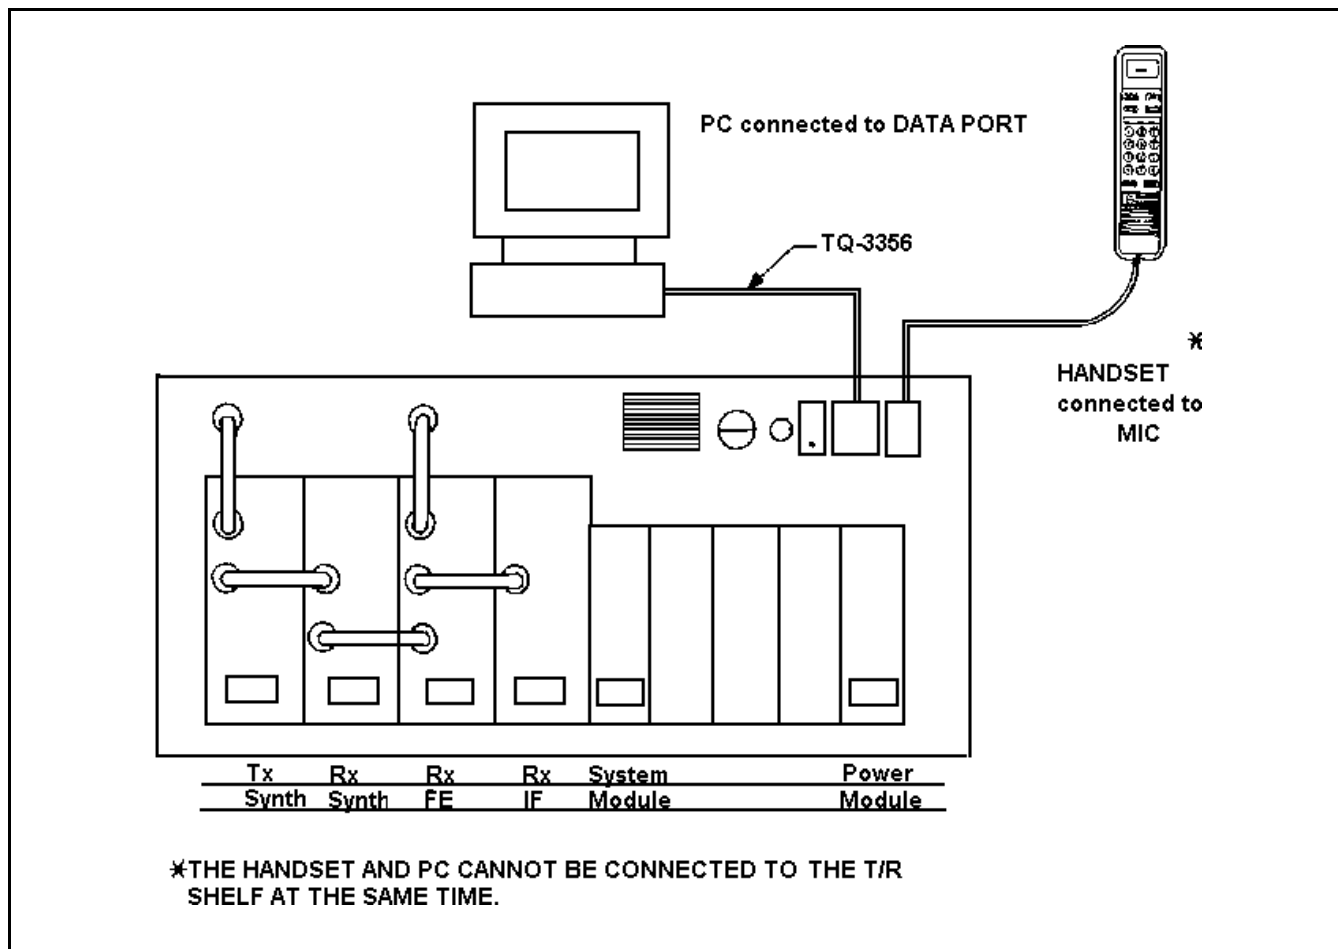 PC connected to DATA PORT
TQ-3356
*
HANDSET
connected to
MIC
Tx Rx Rx Rx System Power
Synth Synth FE IF Module Module
*THE HANDSET AND PC CANNOT BE CONNECTED TO THE T/R
SHELF AT THE SAME TIME.